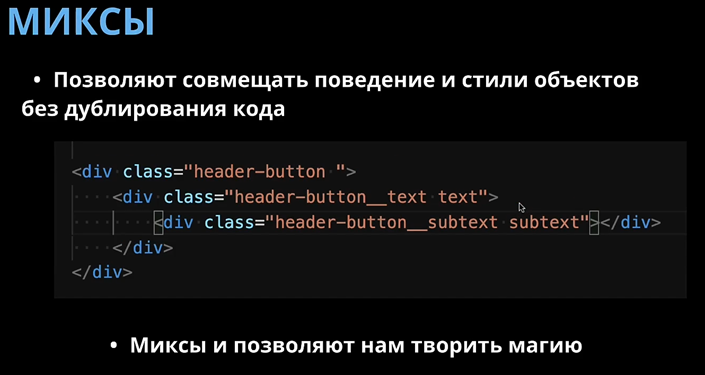 МИКСЫ
• Позволяют совмещать поведение и стили объектов
без дублирования кода
<div class="header-button ">
<div class="header-button__text text">
<div class="header-button__subtext subtext"></div>
</div>
</div>
• Миксы и позволяют нам творить магию